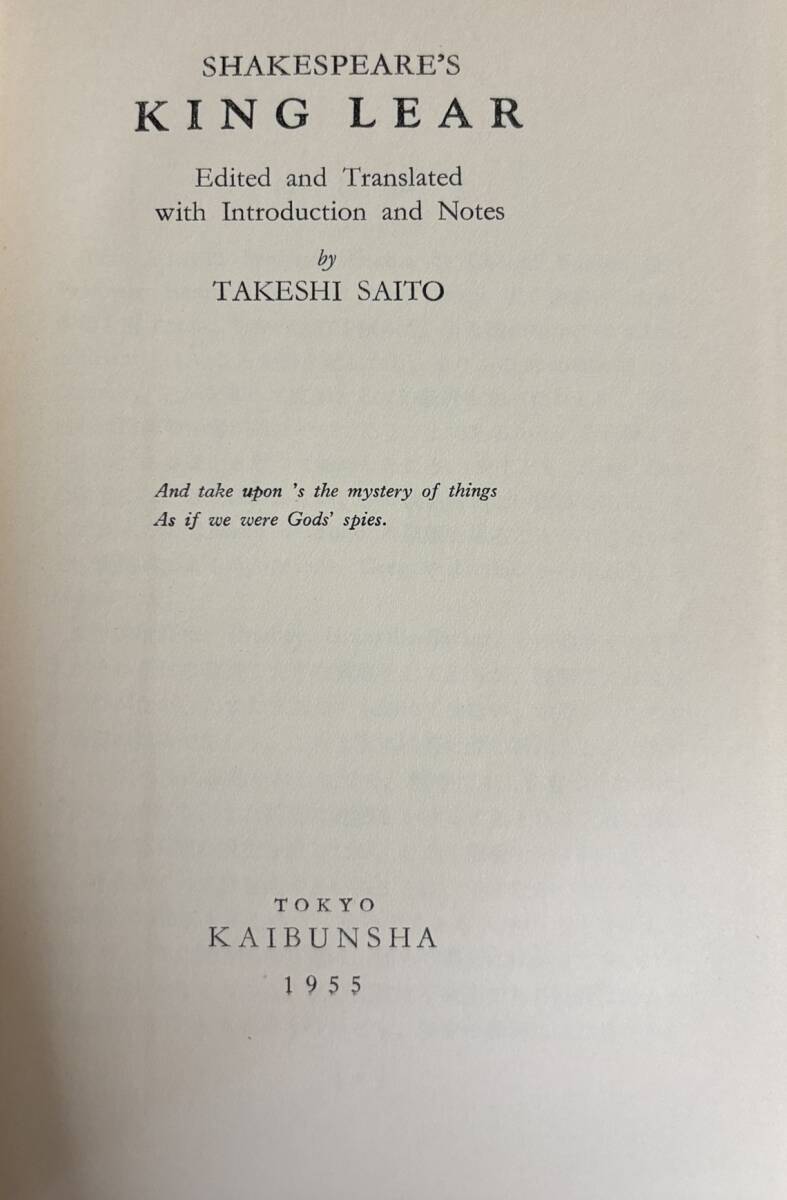 SHAKESPEARE'S
KING LEAR
Edited and Translated
with Introduction and Notes
by
TAKESHI SAITO
And take upon 's the mystery of things
As if we were Gods' spies.
TOKYO
KAIBUNSHA
1955